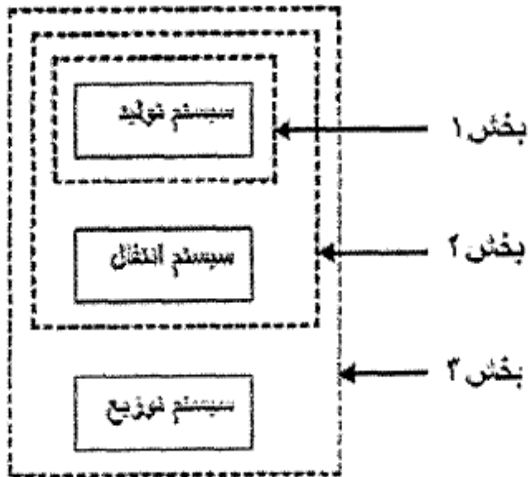 سیستم تولید
بخش ۱
سیستم انتقال
بخش ۲
بخش ۳
سیستم توزیع